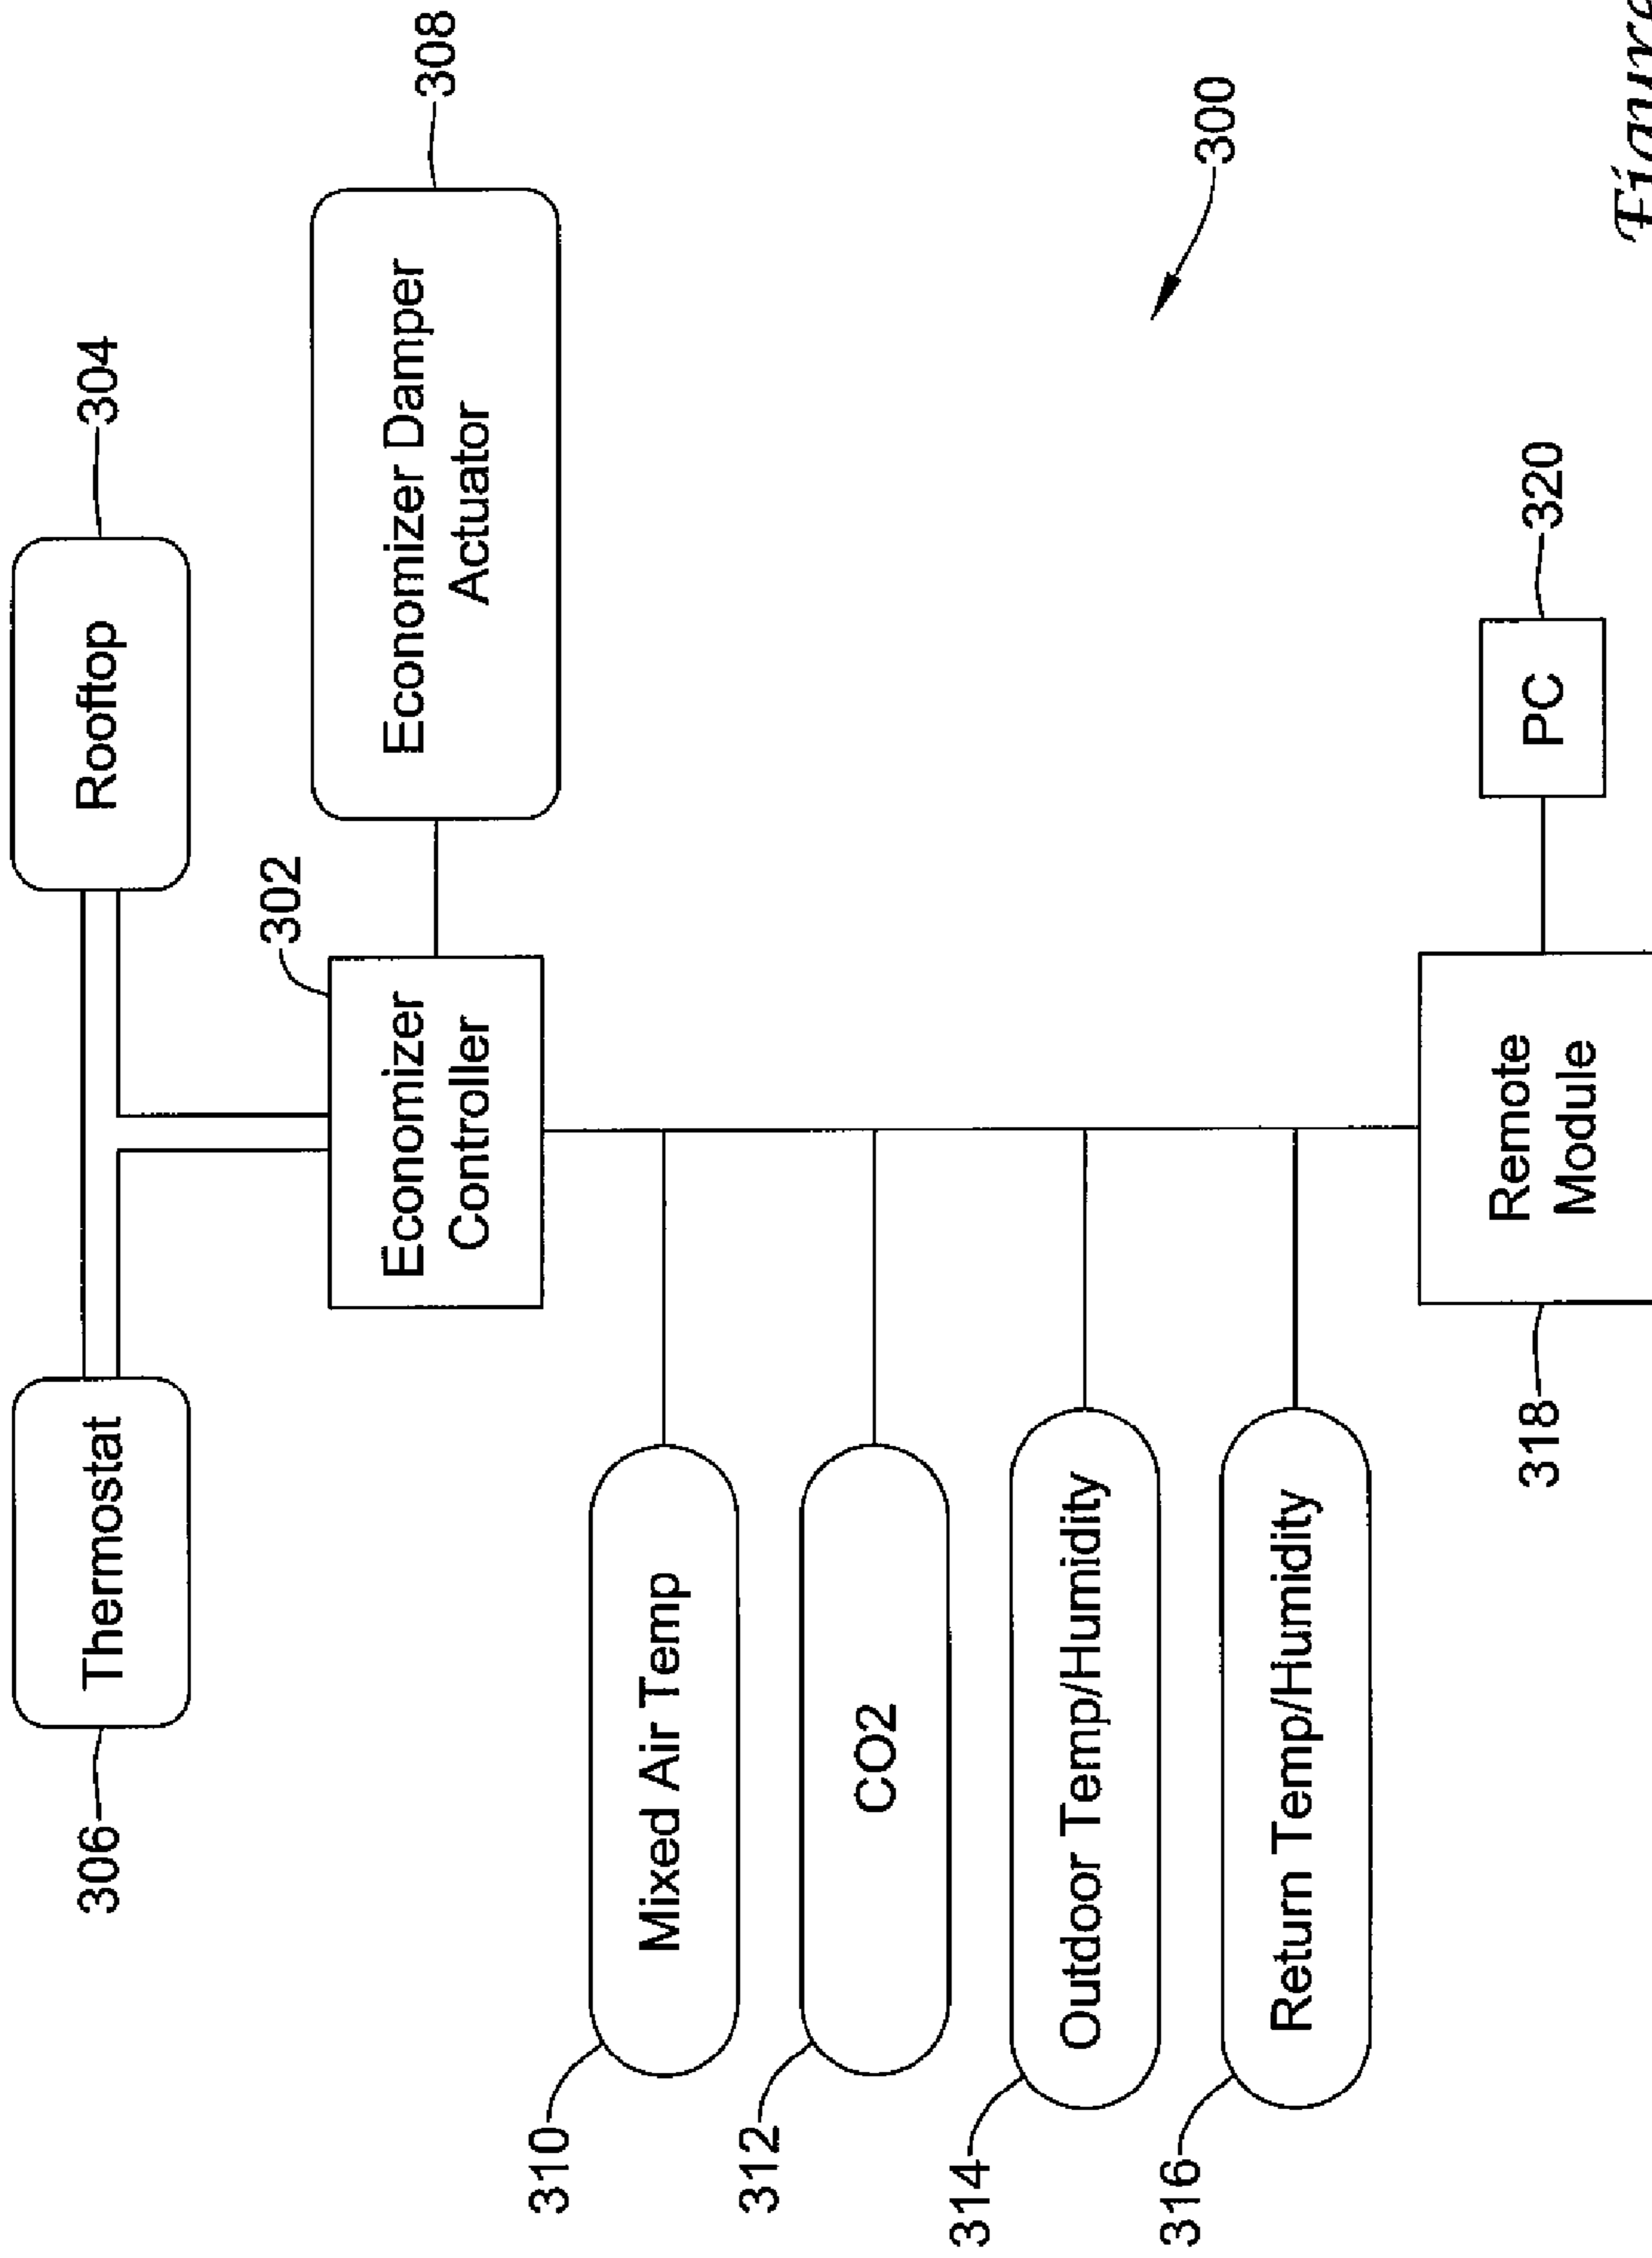 306
Thermostat
Rooftop
304
302
Economizer
Controller
Economizer Damper
Actuator
308
310
Mixed Air Temp
312
CO2
314
Outdoor Temp/Humidity
316
Return Temp/Humidity
300
318
Remote
Module
PC
320
Figure